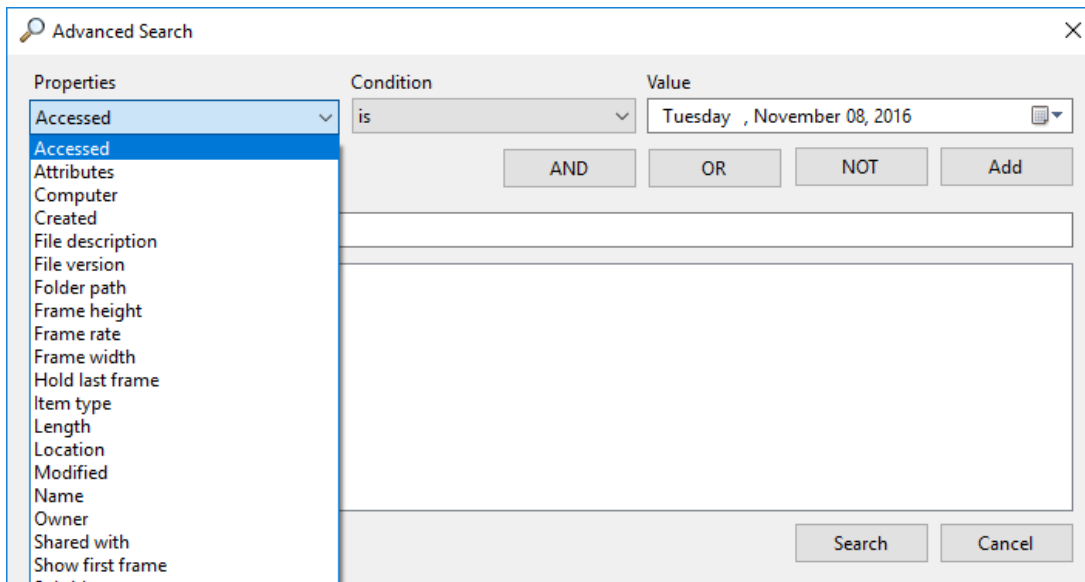 Advanced Search
Properties Condition Value
Accessed is Tuesday , November 08, 2016
Accessed
Attributes
AND OR NOT Add
Computer
Created
File description
File version
Folder path
Frame height
Frame rate
Frame width
Hold last frame
Item type
Length
Location
Modified
Name
Owner
Shared with
Search Cancel
Show first frame